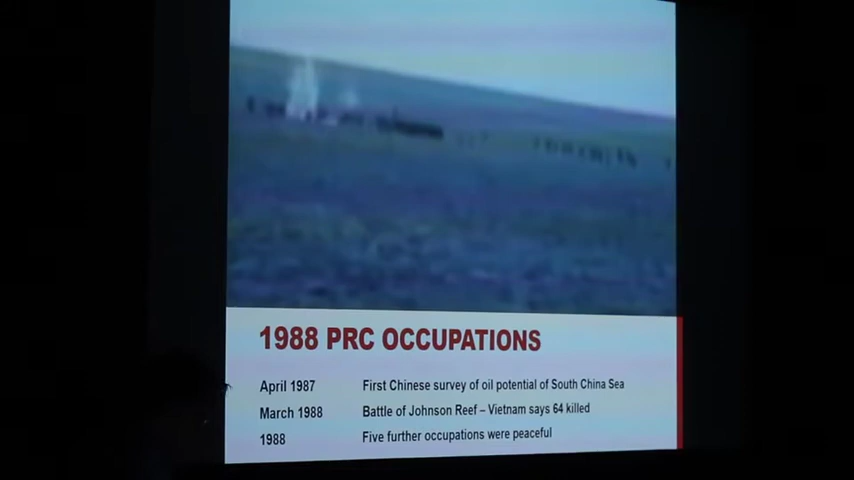 1988 PRC OCCUPATIONS
April 1987 First Chinese survey of oil potential of South China Sea
March 1988 Battle of Johnson Reef – Vietnam says 64 killed
1988 Five further occupations were peaceful